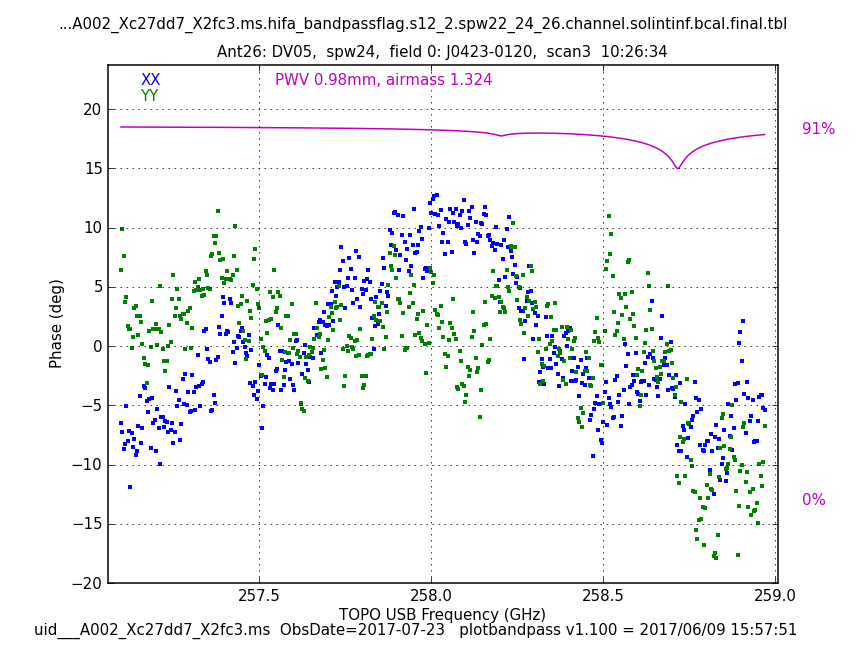 ...A002_Xc27dd7_X2fc3.ms.hifa_bandpassflag.s12_2.spw22_24_26.channel.solintinf.bcal.final.tbl
Ant26: DV05,  spw24,  field 0: J0423-0120,  scan3  10:26:34
XX
YY
PWV 0.98mm, airmass 1.324
91%
0%
20
15
10
5
0
−5
−10
−15
−20
Phase (deg)
257.5
258.0
258.5
259.0
TOPO USB Frequency (GHz)
uid___A002_Xc27dd7_X2fc3.ms  ObsDate=2017-07-23   plotbandpass v1.100 = 2017/06/09 15:57:51